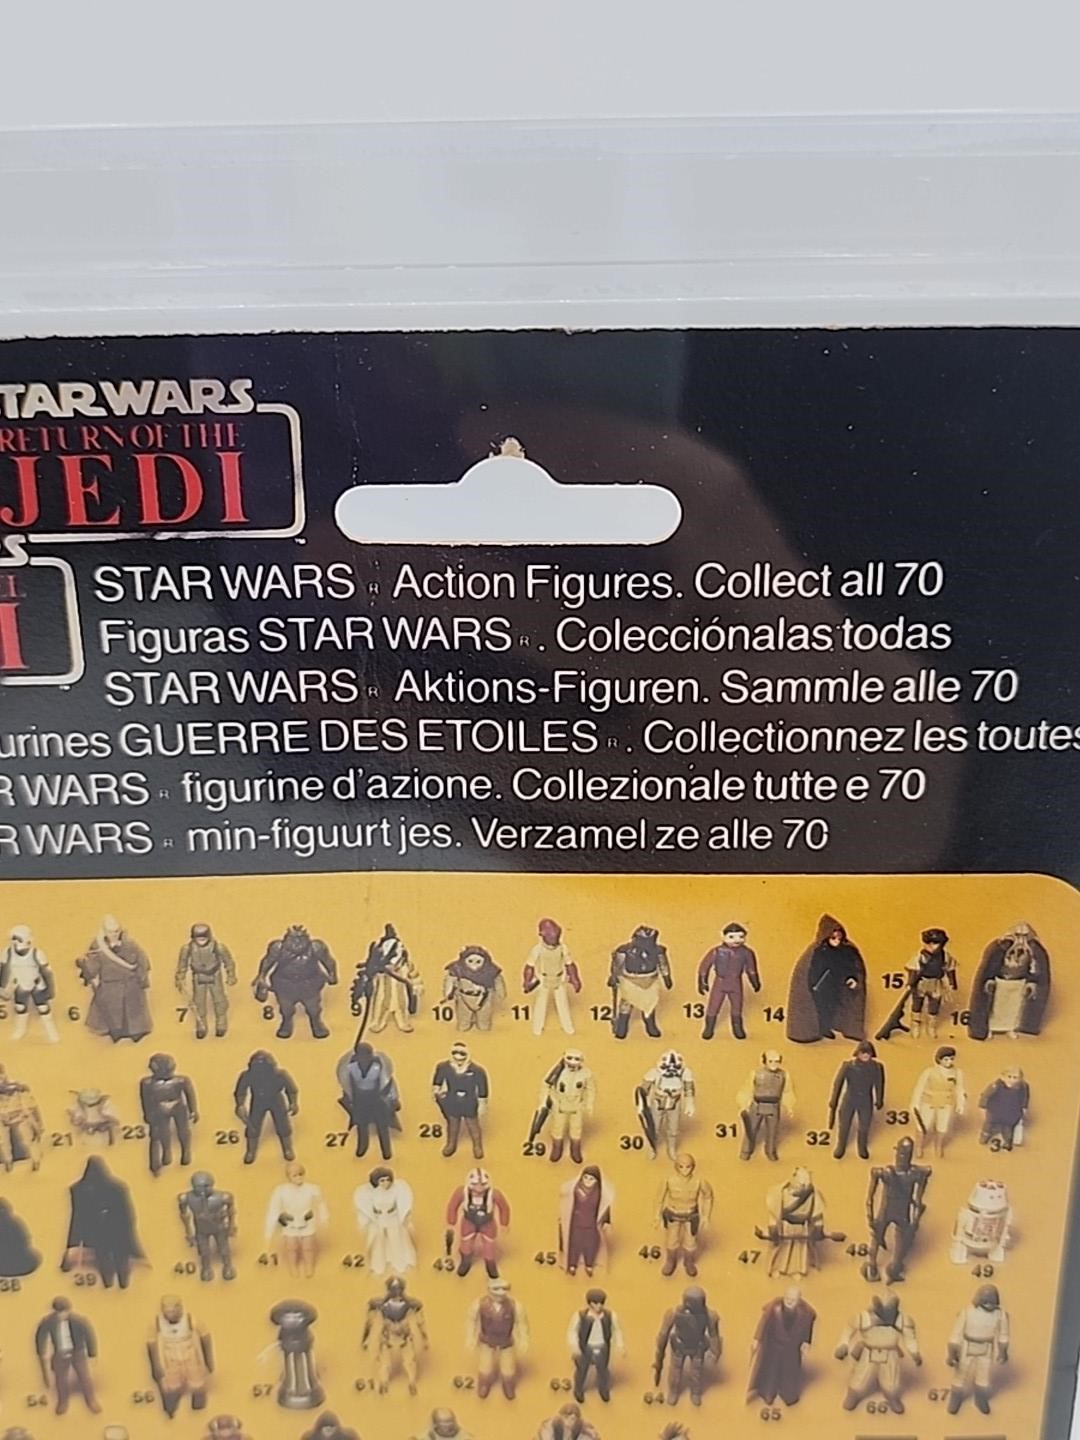 TAR WARS
RETURN OF THE
JEDI
STAR WARS ® Action Figures. Collect all 70
Figuras STAR WARS ®. Colecciónalas todas
STAR WARS ® Aktions-Figuren. Sammle alle 70
urines GUERRE DES ETOILES ®. Collectionnez les toutes
R WARS ® figurine d'azione. Collezionale tutte e 70
R WARS ® min-figuurtjes. Verzamel ze alle 70
6 7 8 9 10 11 12 13 14 15 16
21 23 26 27 28 29 30 31 32 33 34
38 39 40 41 42 43 45 46 47 48 49
54 56 57 61 62 63 64 65 66 67